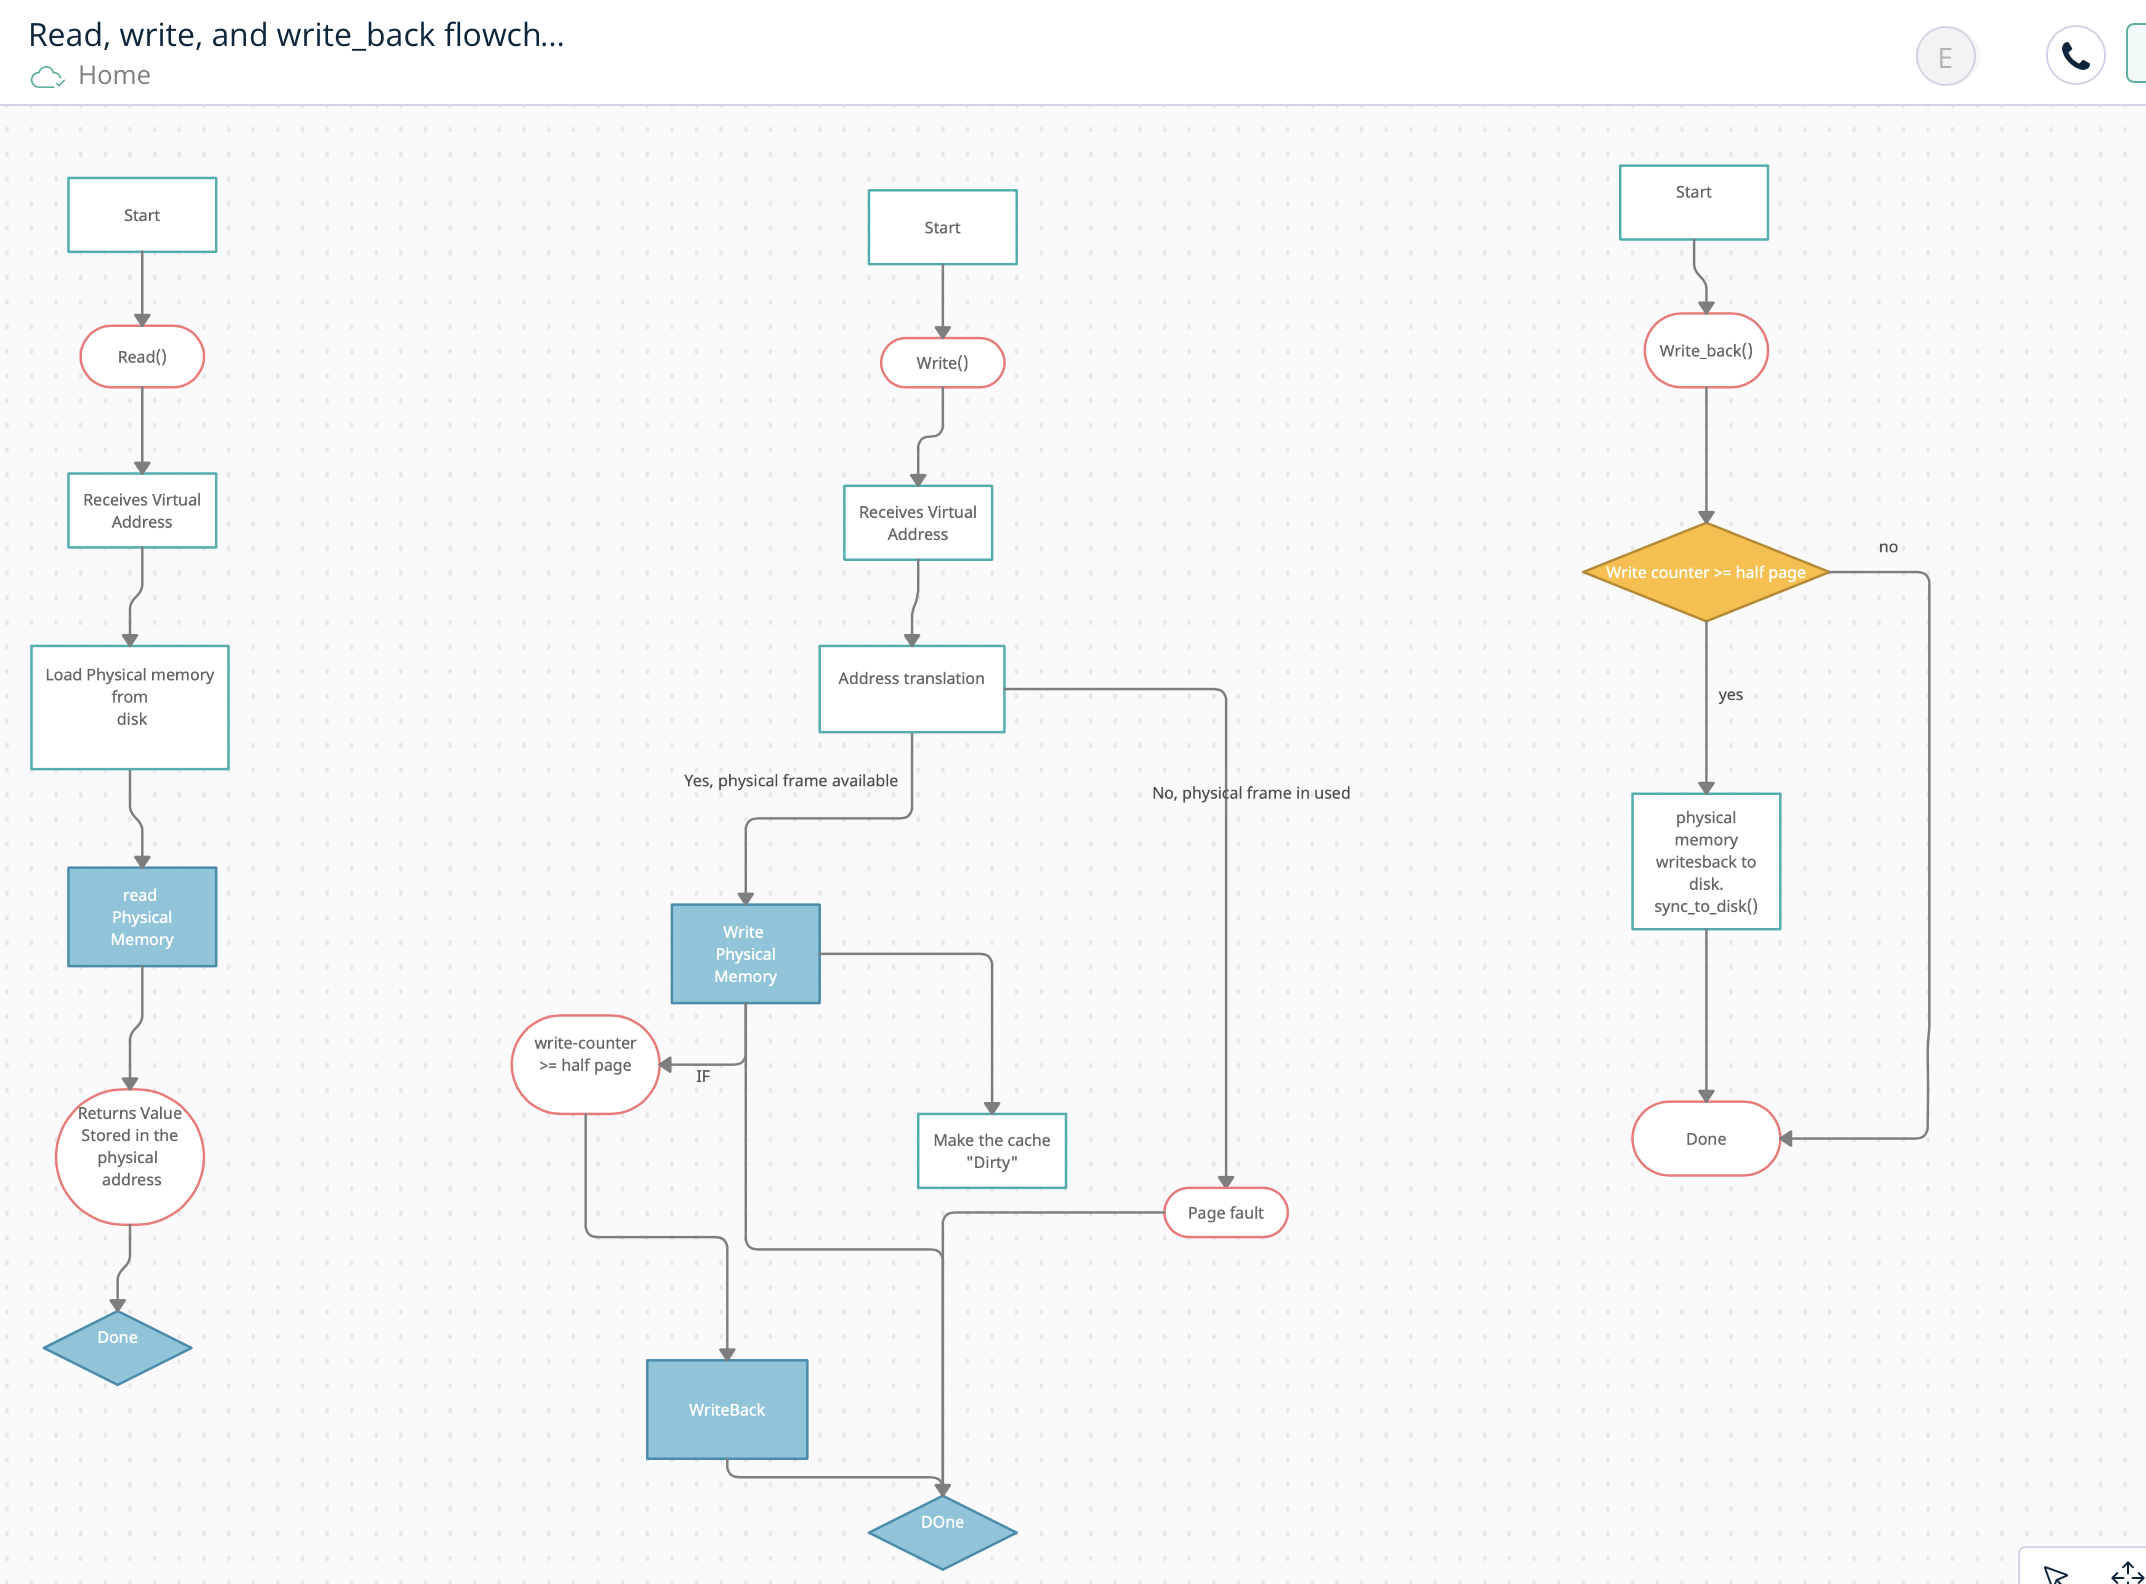 Read, write, and write_back flowch...
Home
E
Start
Read()
Receives Virtual
Address
Load Physical memory
from
disk
read
Physical
Memory
Returns Value
Stored in the
physical
address
Done
Start
Write()
Receives Virtual
Address
Address translation
Yes, physical frame available
No, physical frame in used
Write
Physical
Memory
write-counter
>= half page
IF
Make the cache
"Dirty"
Page fault
WriteBack
DOne
Start
Write_back()
Write counter >= half page
no
yes
physical
memory
writesback to
disk.
sync_to_disk()
Done